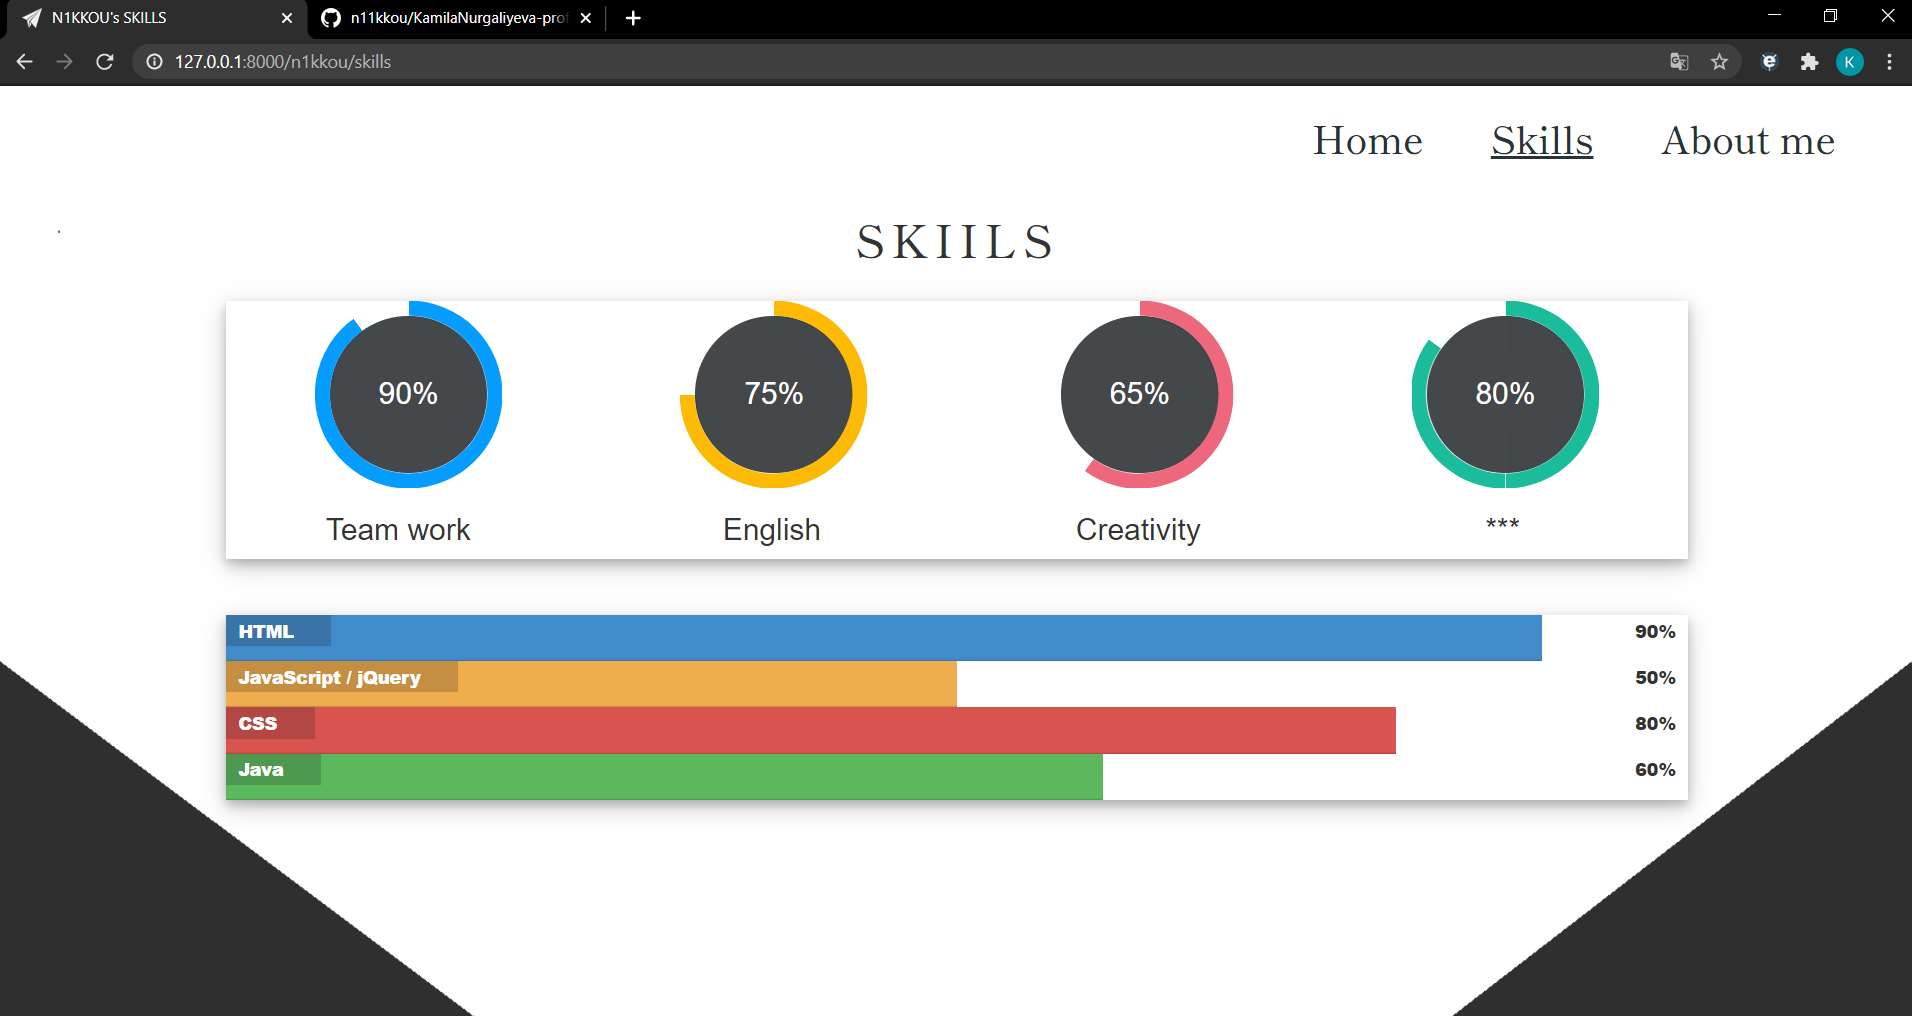 N1KKOU's SKILLS
n11kkou/KamilaNurgaliyeva-prof
127.0.0.1:8000/n1kkou/skills
K
Home Skills About me
.
SKIILS
90% 75% 65% 80%
Team work English Creativity ***
HTML 90%
JavaScript / jQuery 50%
CSS 80%
Java 60%